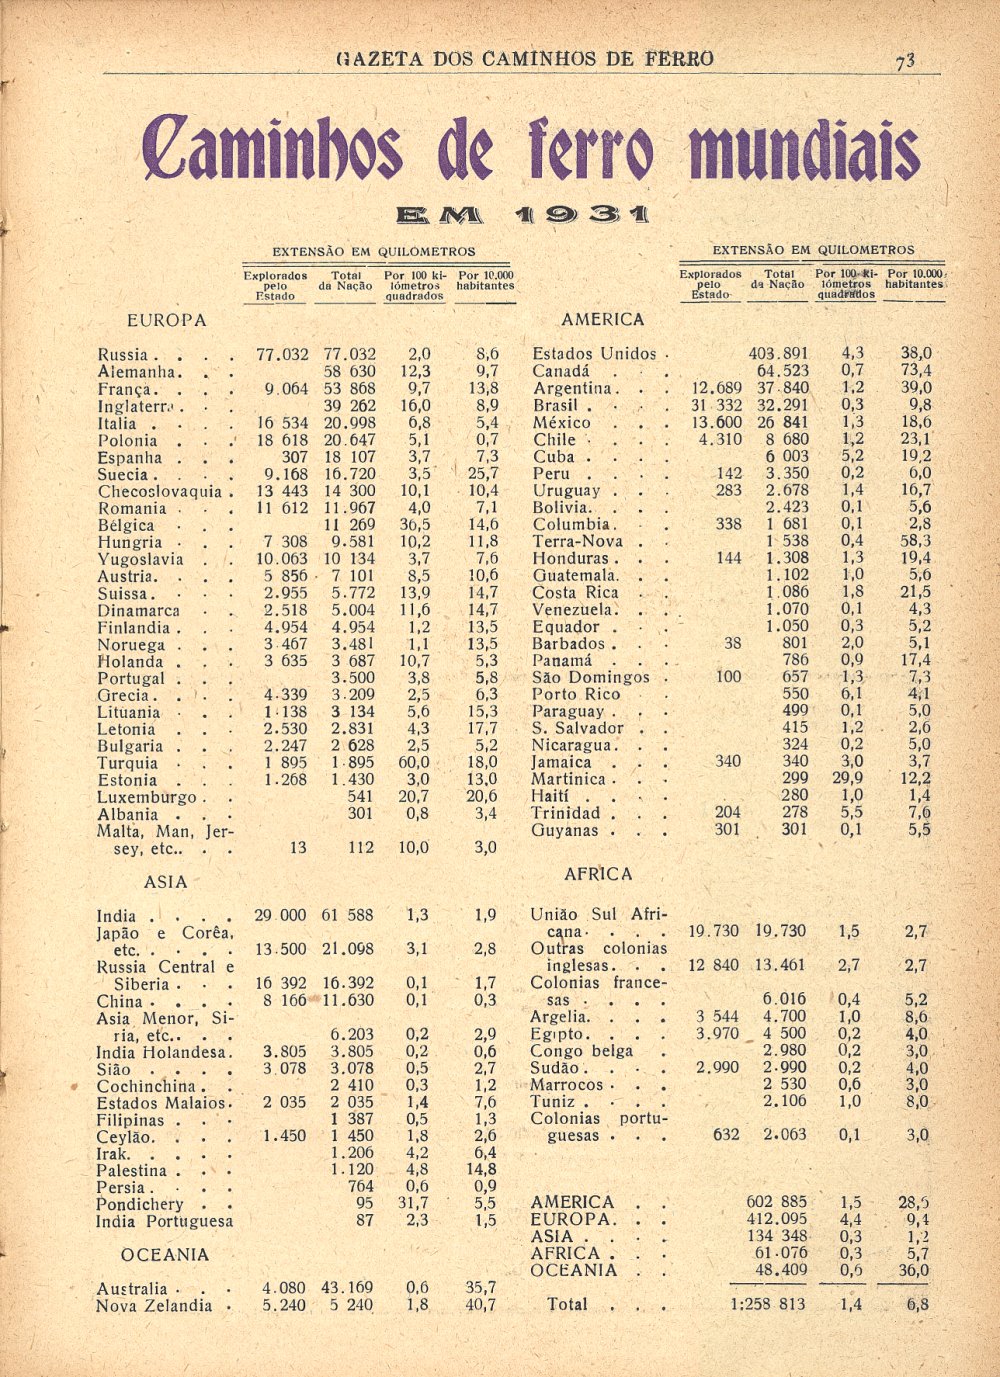 GAZETA DOS CAMINHOS DE FERRO 73
Caminhos de ferro mundiais
EM 1931
EXTENSÃO EM QUILOMETROS
Explorados pelo Estado | Total da Nação | Por 100 ki-lómetros quadrados | Por 10.000 habitantes
EUROPA
Russia . . . . 77.032 77.032 2,0 8,6
Alemanha. . . 58 630 12,3 9,7
França. . . . 9.064 53 868 9,7 13,8
Inglaterra. . . 39 262 16,0 8,9
Italia . . . . 16 534 20.998 6,8 5,4
Polonia . . . 18 618 20.647 5,1 0,7
Espanha . . . 307 18 107 3,7 7,3
Suecia. . . . 9.168 16.720 3,5 25,7
Checoslovaquia . 13 443 14 300 10,1 10,4
Romania . . . 11 612 11.967 4,0 7,1
Bélgica . . . 11 269 36,5 14,6
Hungria . . . 7 308 9.581 10,2 11,8
Yugoslavia . . 10.063 10 134 3,7 7,6
Austria. . . . 5 856 7 101 8,5 10,6
Suissa. . . . 2.955 5.772 13,9 14,7
Dinamarca . . 2.518 5.004 11,6 14,7
Finlandia . . . 4.954 4.954 1,2 13,5
Noruega . . . 3 467 3.481 1,1 13,5
Holanda . . . 3 635 3 687 10,7 5,3
Portugal . . . 3.500 3,8 5,8
Grecia. . . . 4.339 3.209 2,5 6,3
Lituania . . . 1 138 3 134 5,6 15,3
Letonia . . . 2.530 2.831 4,3 17,7
Bulgaria . . . 2.247 2 628 2,5 5,2
Turquia . . . 1 895 1.895 60,0 18,0
Estonia . . . 1.268 1.430 3,0 13,0
Luxemburgo . . 541 20,7 20,6
Albania . . . 301 0,8 3,4
Malta, Man, Jer-
sey, etc.. . . 13 112 10,0 3,0
ASIA
India . . . . 29 000 61 588 1,3 1,9
Japão e Corêa,
etc. . . . . 13.500 21.098 3,1 2,8
Russia Central e
Siberia . . . 16 392 16.392 0,1 1,7
China . . . . 8 166 11.630 0,1 0,3
Asia Menor, Si-
ria, etc.. . . 6.203 0,2 2,9
India Holandesa. 3.805 3.805 0,2 0,6
Sião . . . . 3.078 3.078 0,5 2,7
Cochinchina . . 2 410 0,3 1,2
Estados Malaios. 2 035 2 035 1,4 7,6
Filipinas . . . 1 387 0,5 1,3
Ceylão. . . . 1.450 1 450 1,8 2,6
Irak. . . . . 1.206 4,2 6,4
Palestina . . . 1.120 4,8 14,8
Persia . . . . 764 0,6 0,9
Pondichery . . 95 31,7 5,5
India Portuguesa 87 2,3 1,5
OCEANIA
Australia . . . 4.080 43.169 0,6 35,7
Nova Zelandia . 5.240 5 240 1,8 40,7
EXTENSÃO EM QUILOMETROS
Explorados pelo Estado | Total da Nação | Por 100 ki-lómetros quadrados | Por 10.000 habitantes
AMERICA
Estados Unidos . 403.891 4,3 38,0
Canadá . . . 64.523 0,7 73,4
Argentina. . . 12.689 37 840 1,2 39,0
Brasil . . . . 31 332 32.291 0,3 9,8
México . . . 13.600 26 841 1,3 18,6
Chile . . . . 4.310 8 680 1,2 23,1
Cuba . . . . 6 003 5,2 19,2
Peru . . . . 142 3.350 0,2 6,0
Uruguay . . . 283 2.678 1,4 16,7
Bolivia. . . . 2.423 0,1 5,6
Columbia. . . 338 1 681 0,1 2,8
Terra-Nova . . 1 538 0,4 58,3
Honduras . . . 144 1.308 1,3 19,4
Guatemala. . . 1.102 1,0 5,6
Costa Rica . . 1.086 1,8 21,5
Venezuela. . . 1.070 0,1 4,3
Equador . . . 1.050 0,3 5,2
Barbados . . . 38 801 2,0 5,1
Panamá . . . 786 0,9 17,4
São Domingos . 100 657 1,3 7,3
Porto Rico . . 550 6,1 4,1
Paraguay . . . 499 0,1 5,0
S. Salvador . . 415 1,2 2,6
Nicaragua. . . 324 0,2 5,0
Jamaica . . . 340 340 3,0 3,7
Martinica . . . 299 29,9 12,2
Haití . . . . 280 1,0 1,4
Trinidad . . . 204 278 5,5 7,6
Guyanas . . . 301 301 0,1 5,5
AFRICA
União Sul Afri-
cana . . . . 19.730 19.730 1,5 2,7
Outras colonias
inglesas. . . 12 840 13.461 2,7 2,7
Colonias france-
sas . . . . 6.016 0,4 5,2
Argelia. . . . 3 544 4.700 1,0 8,6
Egipto. . . . 3.970 4 500 0,2 4,0
Congo belga . 2.980 0,2 3,0
Sudão. . . . 2.990 2.990 0,2 4,0
Marrocos . . . 2 530 0,6 3,0
Tuniz . . . . 2.106 1,0 8,0
Colonias portu-
guesas . . . 632 2.063 0,1 3,0
AMERICA . . 602 885 1,5 28,5
EUROPA. . . 412.095 4,4 9,4
ASIA . . . . 134 348 0,3 1,2
AFRICA . . . 61.076 0,3 5,7
OCEANIA . . 48.409 0,6 36,0
Total . . . 1:258 813 1,4 6,8